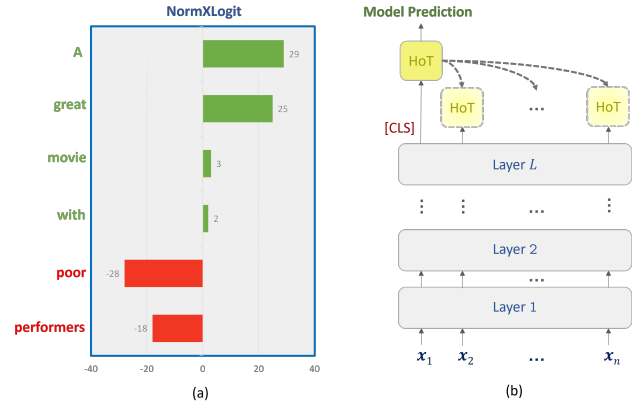 NormXLogit
A
29
great
25
movie
3
with
2
poor
-28
performers
-18
-40
-20
0
20
40
(a)
Model Prediction
HoT
HoT
...
HoT
[CLS]
Layer L
Layer 2
...
Layer 1
x1
x2
...
xn
(b)